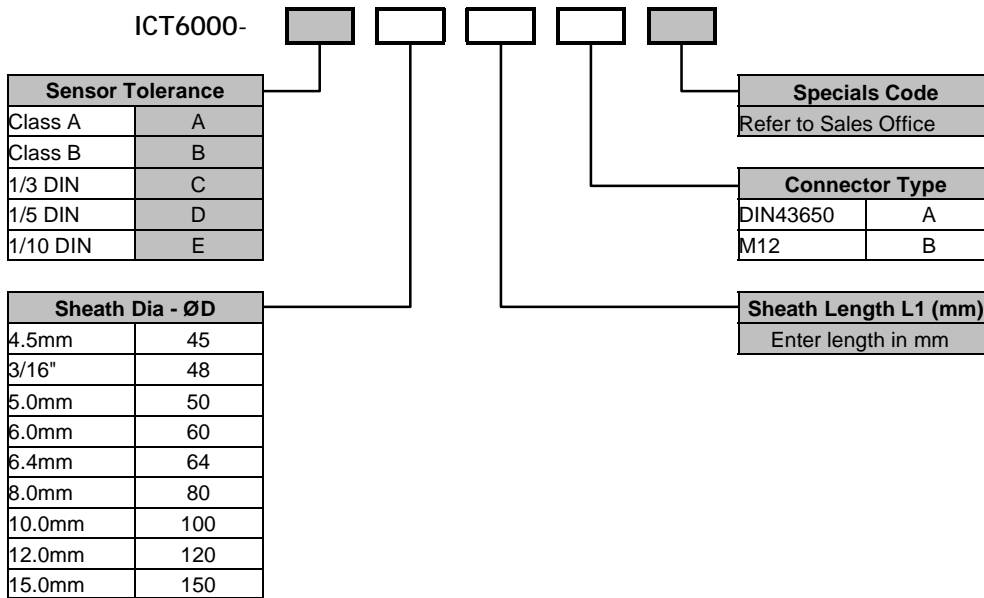 ICT6000-
Sensor Tolerance
Class A A
Class B B
1/3 DIN C
1/5 DIN D
1/10 DIN E
Sheath Dia - ØD
4.5mm 45
3/16" 48
5.0mm 50
6.0mm 60
6.4mm 64
8.0mm 80
10.0mm 100
12.0mm 120
15.0mm 150
Specials Code
Refer to Sales Office
Connector Type
DIN43650 A
M12 B
Sheath Length L1 (mm)
Enter length in mm